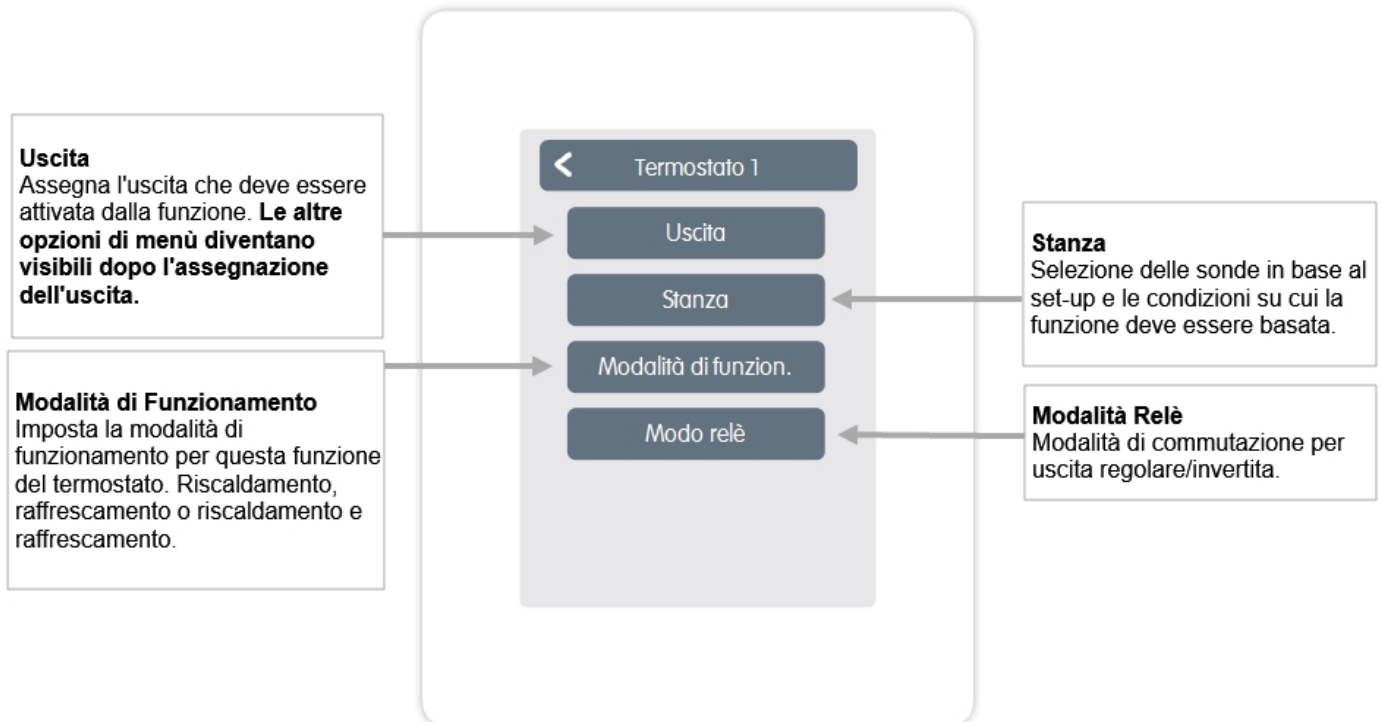 Uscita
Assegna l'uscita che deve essere
attivata dalla funzione. Le altre
opzioni di menù diventano
visibili dopo l'assegnazione
dell'uscita.
Modalità di Funzionamento
Imposta la modalità di
funzionamento per questa funzione
del termostato. Riscaldamento,
raffrescamento o riscaldamento e
raffrescamento.
< Termostato 1
Uscita
Stanza
Modalità di funzion.
Modo relè
Stanza
Selezione delle sonde in base al
set-up e le condizioni su cui la
funzione deve essere basata.
Modalità Relè
Modalità di commutazione per
uscita regolare/invertita.